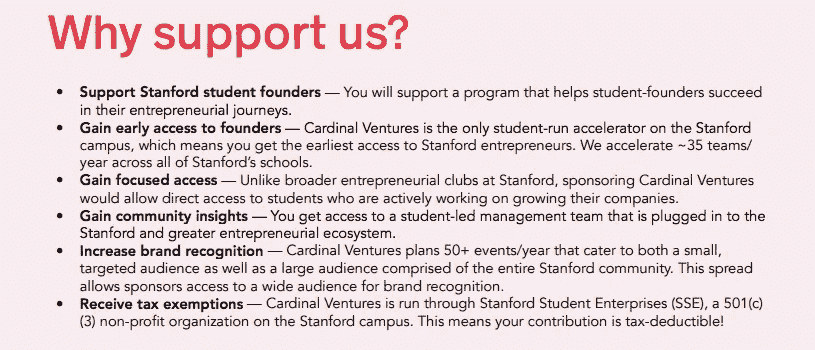 Why support us?
• Support Stanford student founders — You will support a program that helps student-founders succeed
in their entrepreneurial journeys.
• Gain early access to founders — Cardinal Ventures is the only student-run accelerator on the Stanford
campus, which means you get the earliest access to Stanford entrepreneurs. We accelerate ~35 teams/
year across all of Stanford's schools.
• Gain focused access — Unlike broader entrepreneurial clubs at Stanford, sponsoring Cardinal Ventures
would allow direct access to students who are actively working on growing their companies.
• Gain community insights — You get access to a student-led management team that is plugged in to the
Stanford and greater entrepreneurial ecosystem.
• Increase brand recognition — Cardinal Ventures plans 50+ events/year that cater to both a small,
targeted audience as well as a large audience comprised of the entire Stanford community. This spread
allows sponsors access to a wide audience for brand recognition.
• Receive tax exemptions — Cardinal Ventures is run through Stanford Student Enterprises (SSE), a 501(c)
(3) non-profit organization on the Stanford campus. This means your contribution is tax-deductible!